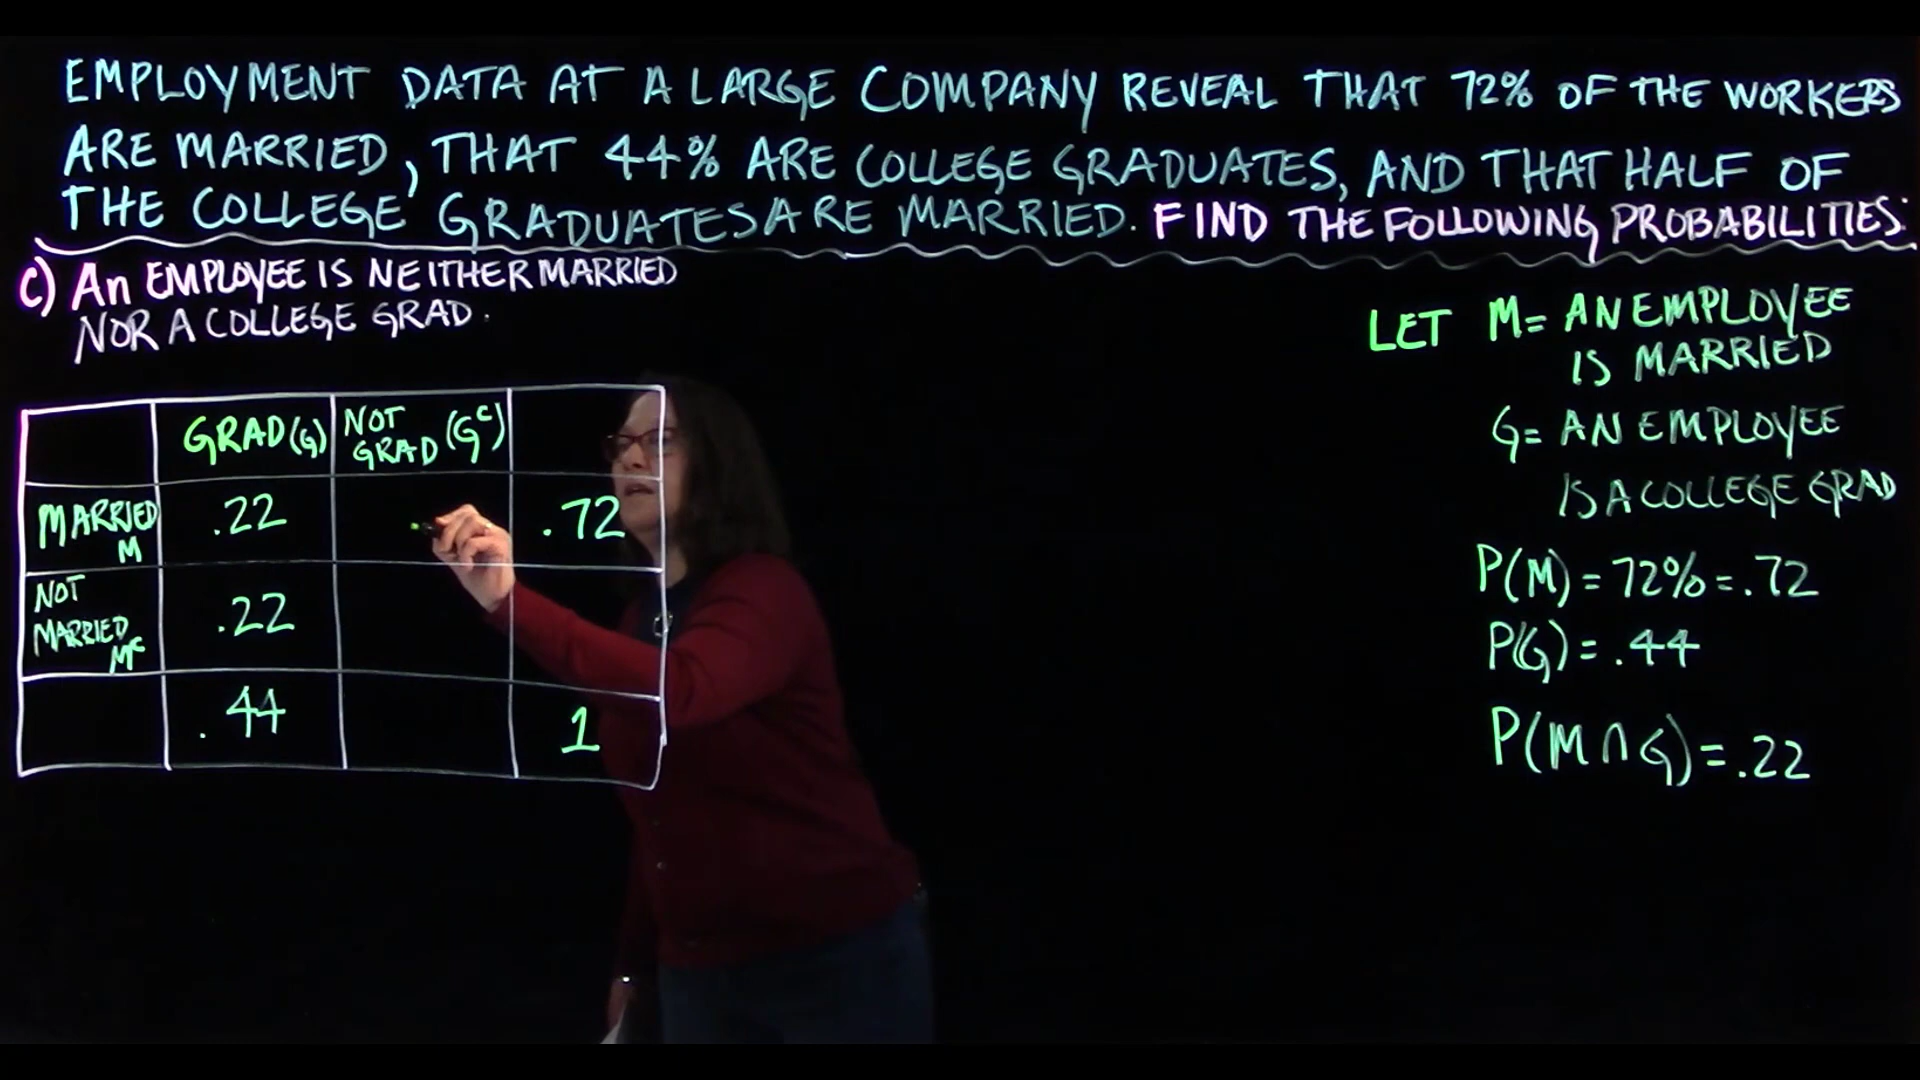 EMPLOYMENT DATA AT A LARGE COMPANY REVEAL THAT 72% OF THE WORKERS
ARE MARRIED, THAT 44% ARE COLLEGE GRADUATES, AND THAT HALF OF
THE COLLEGE GRADUATES ARE MARRIED. FIND THE FOLLOWING PROBABILITIES:
C) An EMPLOYEE IS NEITHER MARRIED
NOR A COLLEGE GRAD.
GRAD (G)
NOT
GRAD (Gᶜ)
MARRIED
M
.22
.72
NOT
MARRIED
Mᶜ
.22
.44
1
LET M = AN EMPLOYEE
IS MARRIED
G = AN EMPLOYEE
IS A COLLEGE GRAD
P(M) = 72% = .72
P(G) = .44
P(M ∩ G) = .22